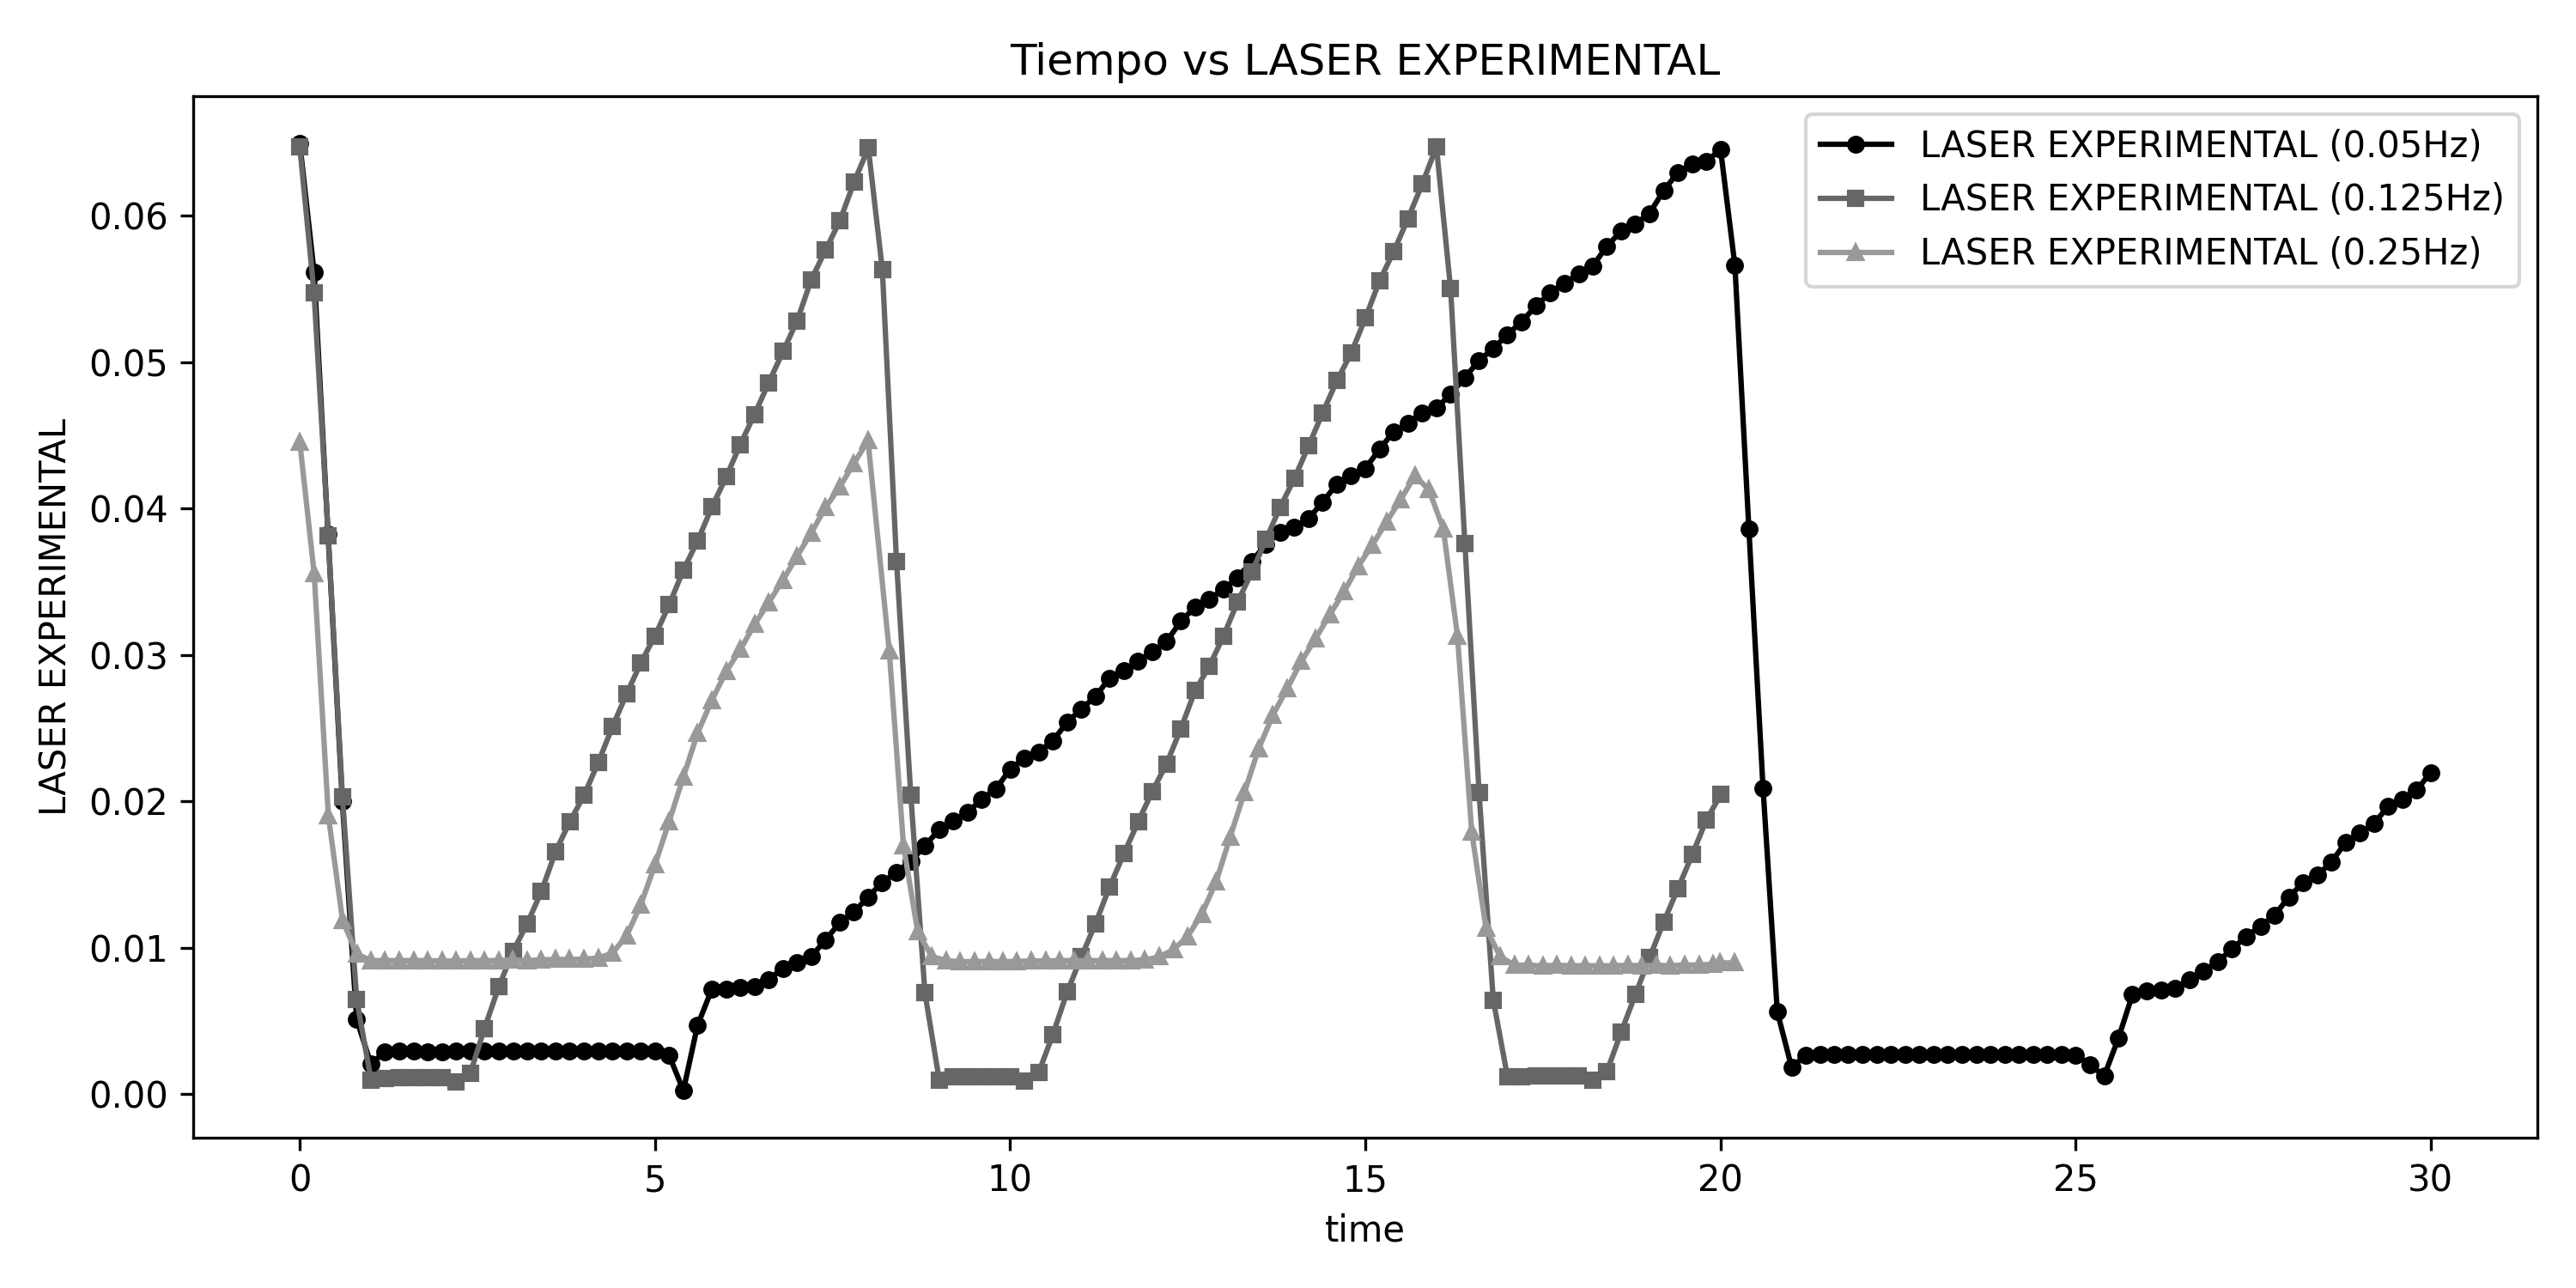 Tiempo vs LASER EXPERIMENTAL
LASER EXPERIMENTAL (0.05Hz)
LASER EXPERIMENTAL (0.125Hz)
LASER EXPERIMENTAL (0.25Hz)
LASER EXPERIMENTAL
0.06
0.05
0.04
0.03
0.02
0.01
0.00
0 5 10 15 20 25 30
time